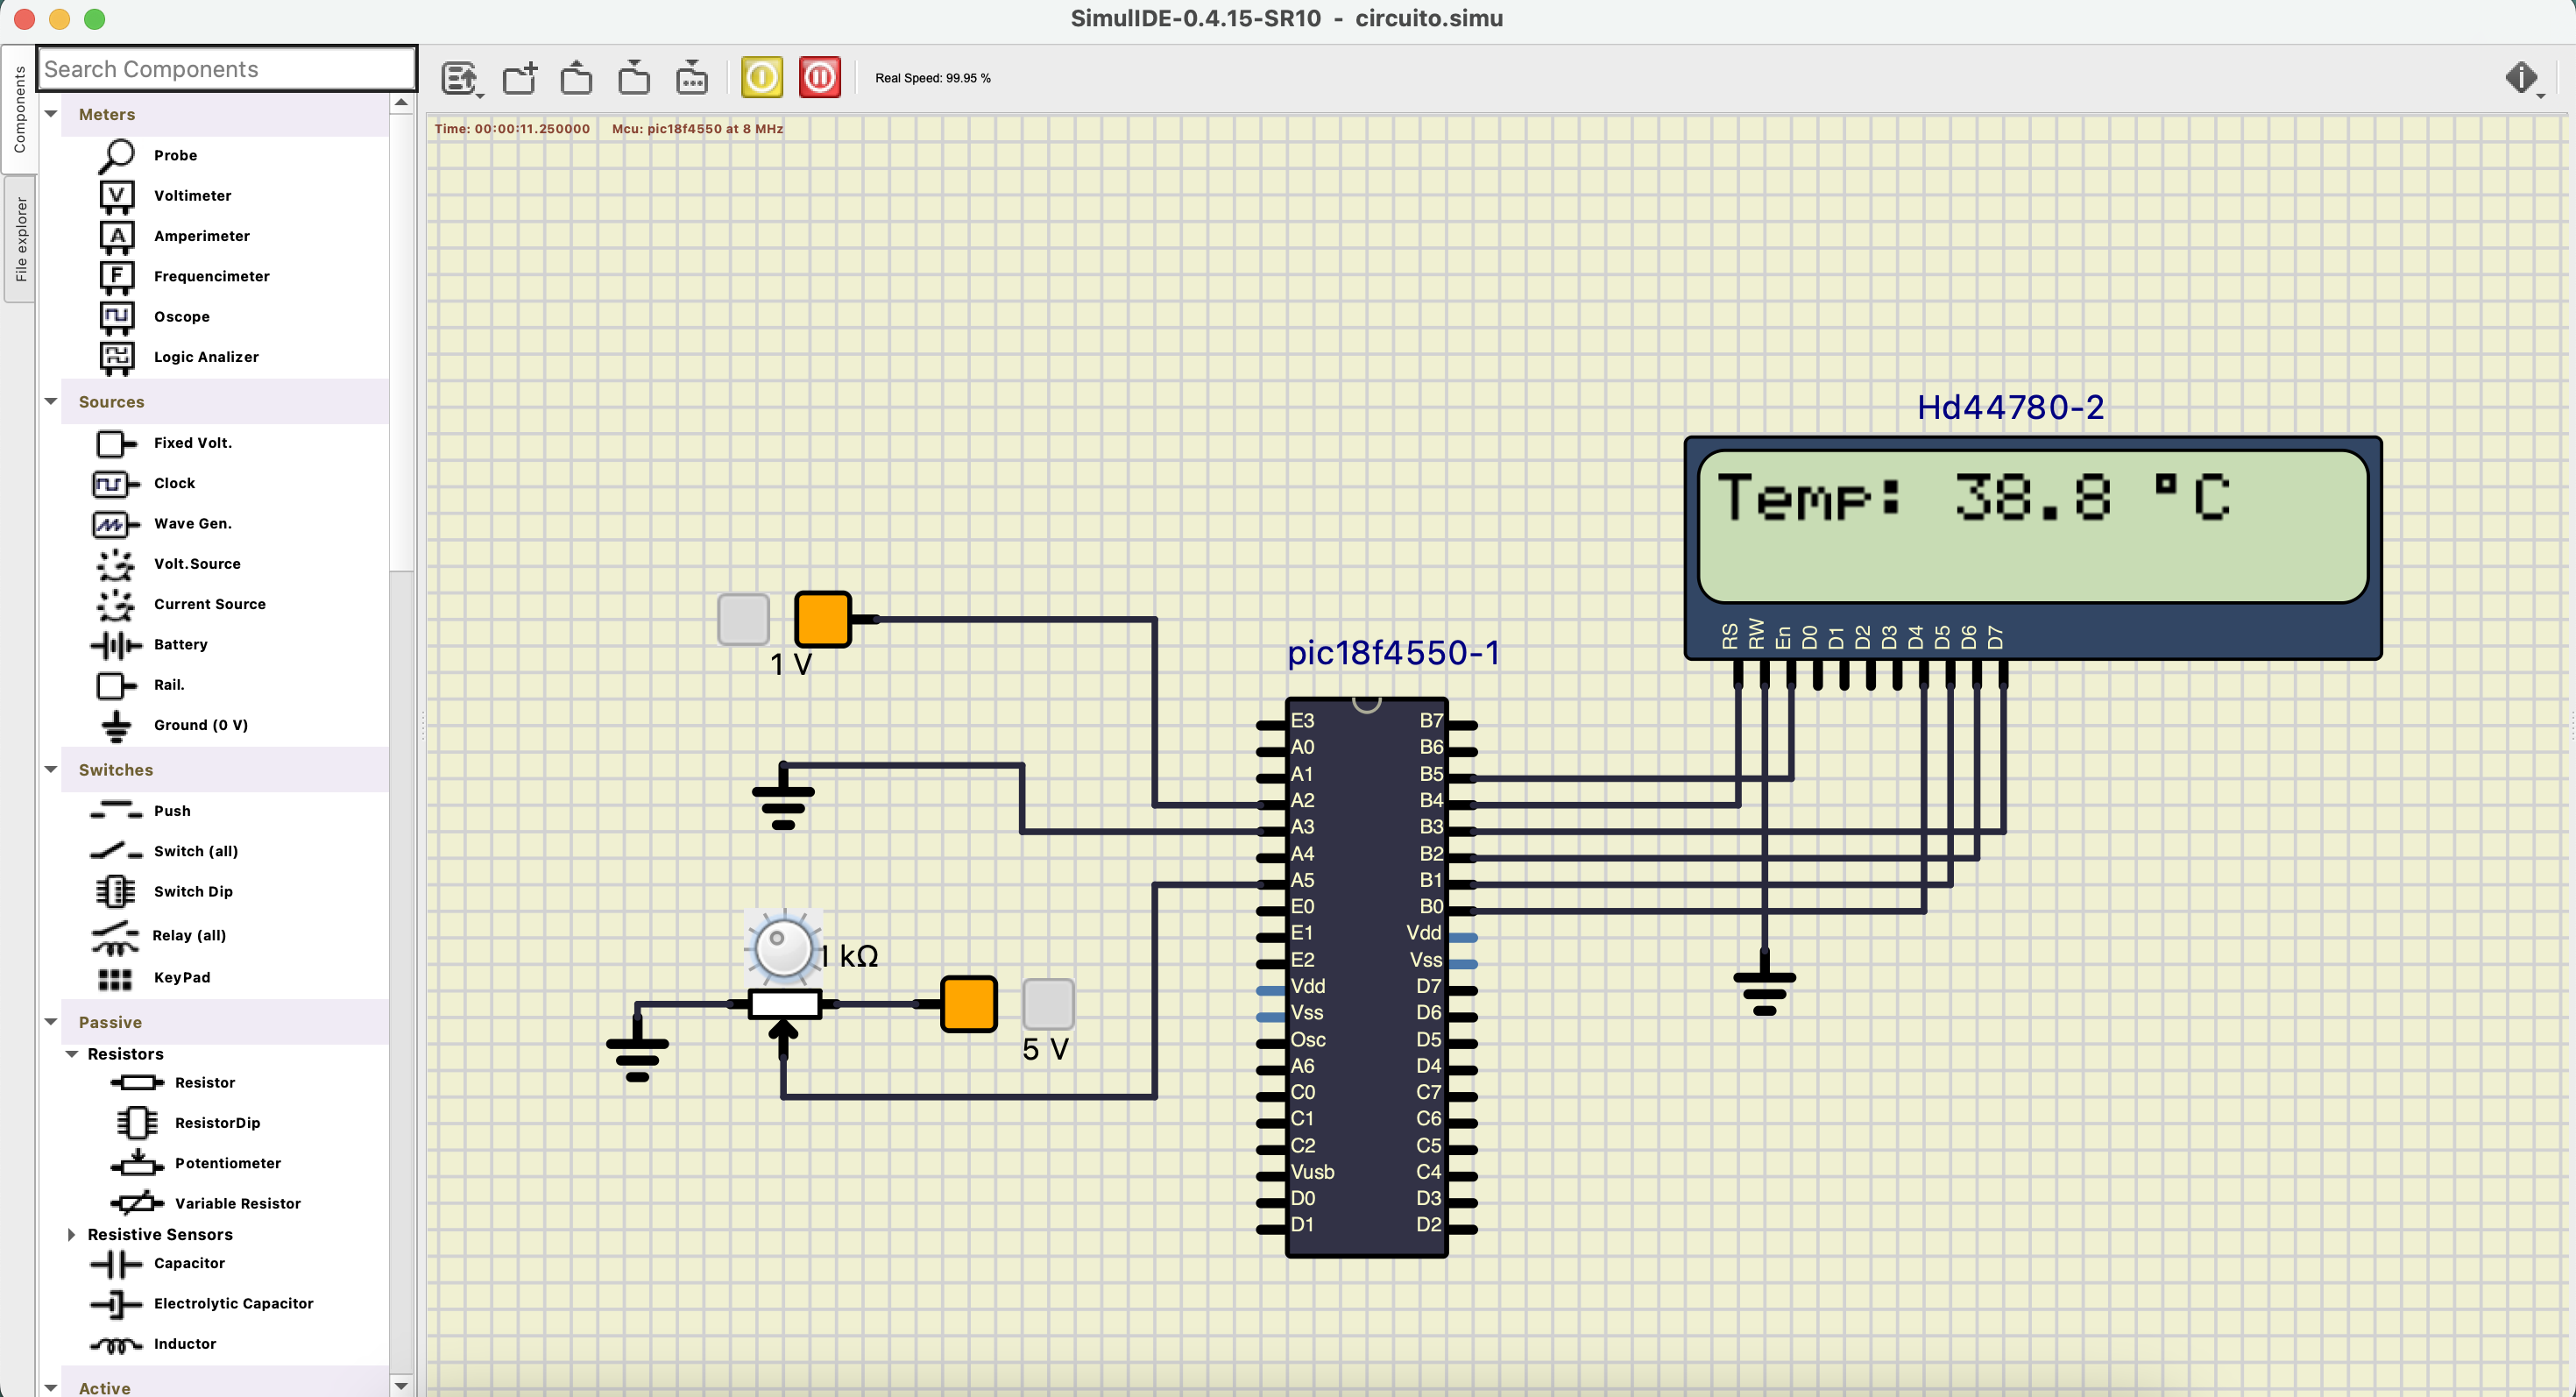 SimulIDE-0.4.15-SR10 - circuito.simu
Components
File explorer
Search Components
Real Speed: 99.95 %
Meters
Probe
Voltimeter
Amperimeter
Frequencimeter
Oscope
Logic Analizer
Sources
Fixed Volt.
Clock
Wave Gen.
Volt.Source
Current Source
Battery
Rail.
Ground (0 V)
Switches
Push
Switch (all)
Switch Dip
Relay (all)
KeyPad
Passive
Resistors
Resistor
ResistorDip
Potentiometer
Variable Resistor
Resistive Sensors
Capacitor
Electrolytic Capacitor
Inductor
Active
Time: 00:00:11.250000 Mcu: pic18f4550 at 8 MHz
Hd44780-2
Temp: 38.8 °C
RS RW En D0 D1 D2 D3 D4 D5 D6 D7
1 V
1 kΩ
5 V
pic18f4550-1
E3 B7
A0 B6
A1 B5
A2 B4
A3 B3
A4 B2
A5 B1
E0 B0
E1 Vdd
E2 Vss
Vdd D7
Vss D6
Osc D5
A6 D4
C0 C7
C1 C6
C2 C5
Vusb C4
D0 D3
D1 D2